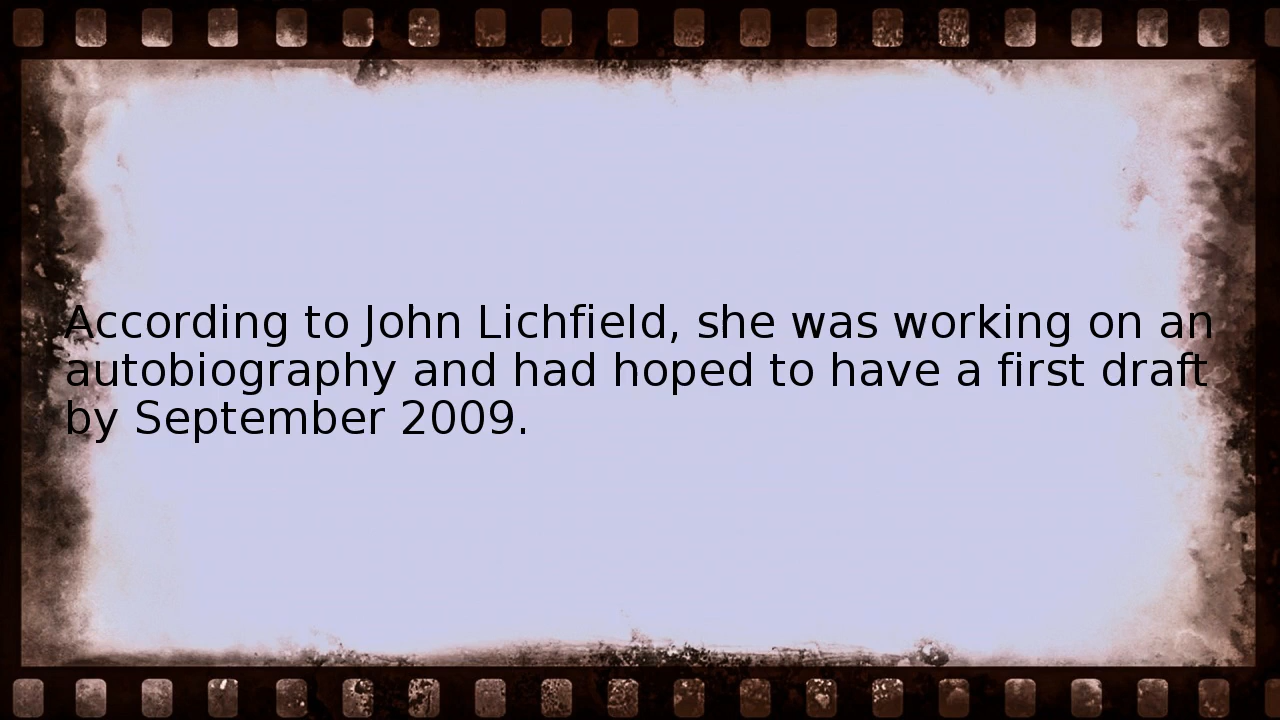 According to John Lichfield, she was working on an
autobiography and had hoped to have a first draft
by September 2009.